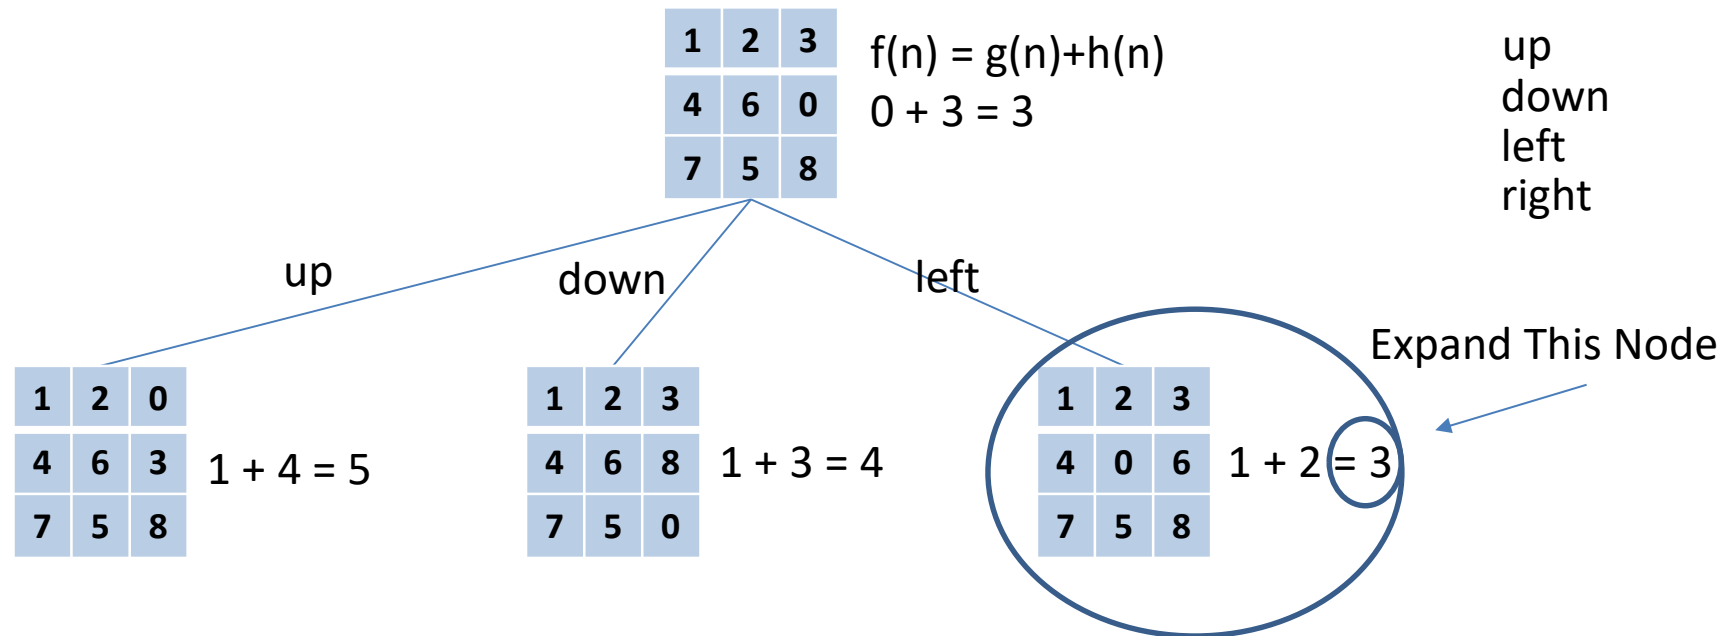 1 2 3
4 6 0
7 5 8
f(n) = g(n)+h(n)
0 + 3 = 3
up
down
left
right
up
down
left
Expand This Node
1 2 0
4 6 3
7 5 8
1 + 4 = 5
1 2 3
4 6 8
7 5 0
1 + 3 = 4
1 2 3
4 0 6
7 5 8
1 + 2 = 3